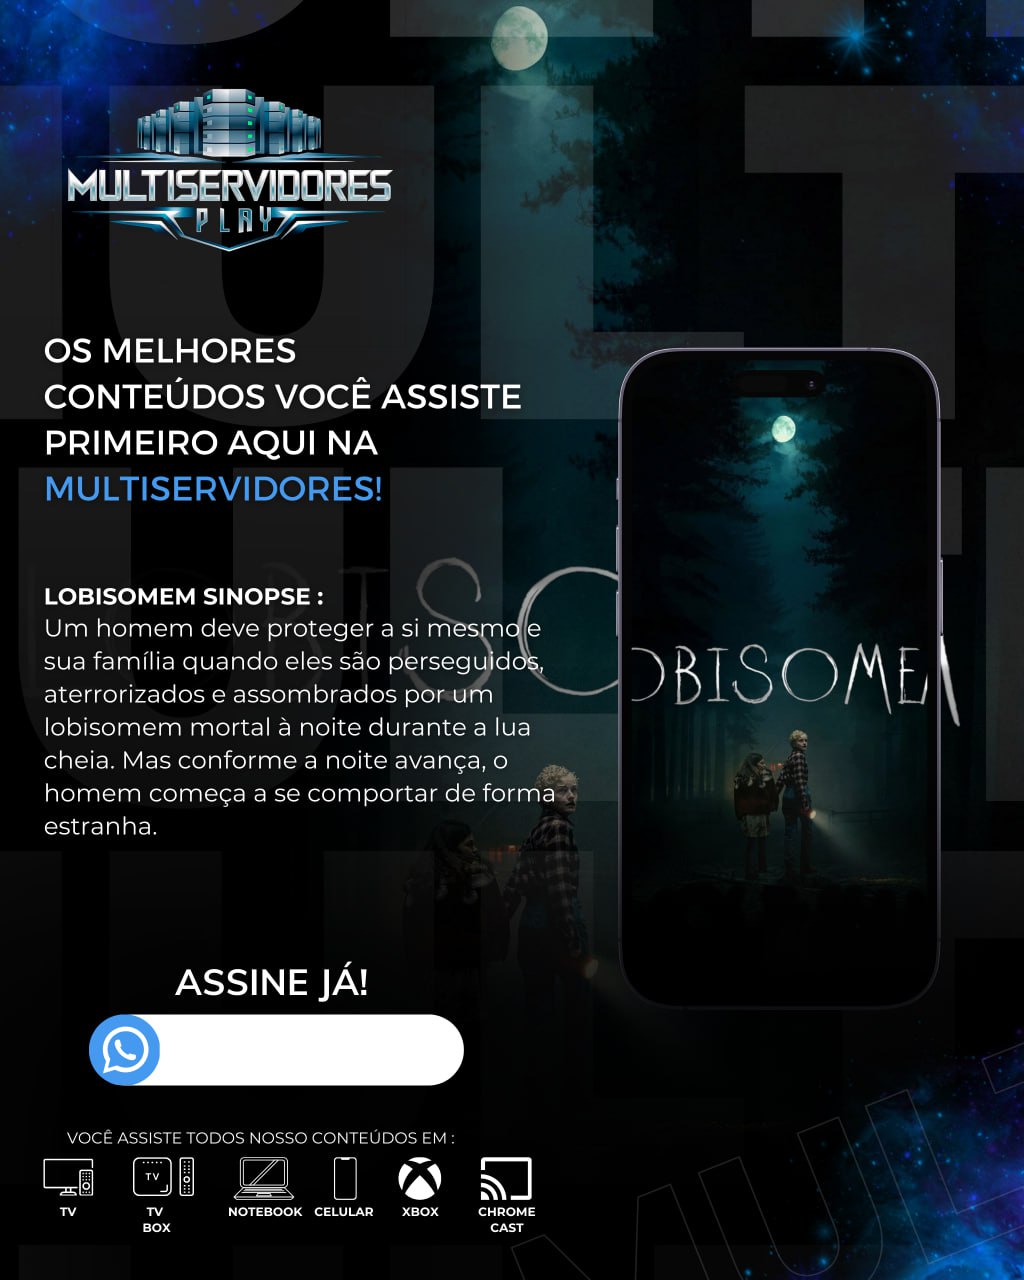 MULTISERVIDORES
PLAY
OS MELHORES
CONTEÚDOS VOCÊ ASSISTE
PRIMEIRO AQUI NA
MULTISERVIDORES!
LOBISOMEM SINOPSE :
Um homem deve proteger a si mesmo e
sua família quando eles são perseguidos,
aterrorizados e assombrados por um
lobisomem mortal à noite durante a lua
cheia. Mas conforme a noite avança, o
homem começa a se comportar de forma
estranha.
OBISOMEM
ASSINE JÁ!
VOCÊ ASSISTE TODOS NOSSO CONTEÚDOS EM :
TV
TV
TV
BOX
NOTEBOOK
CELULAR
XBOX
CHROME
CAST